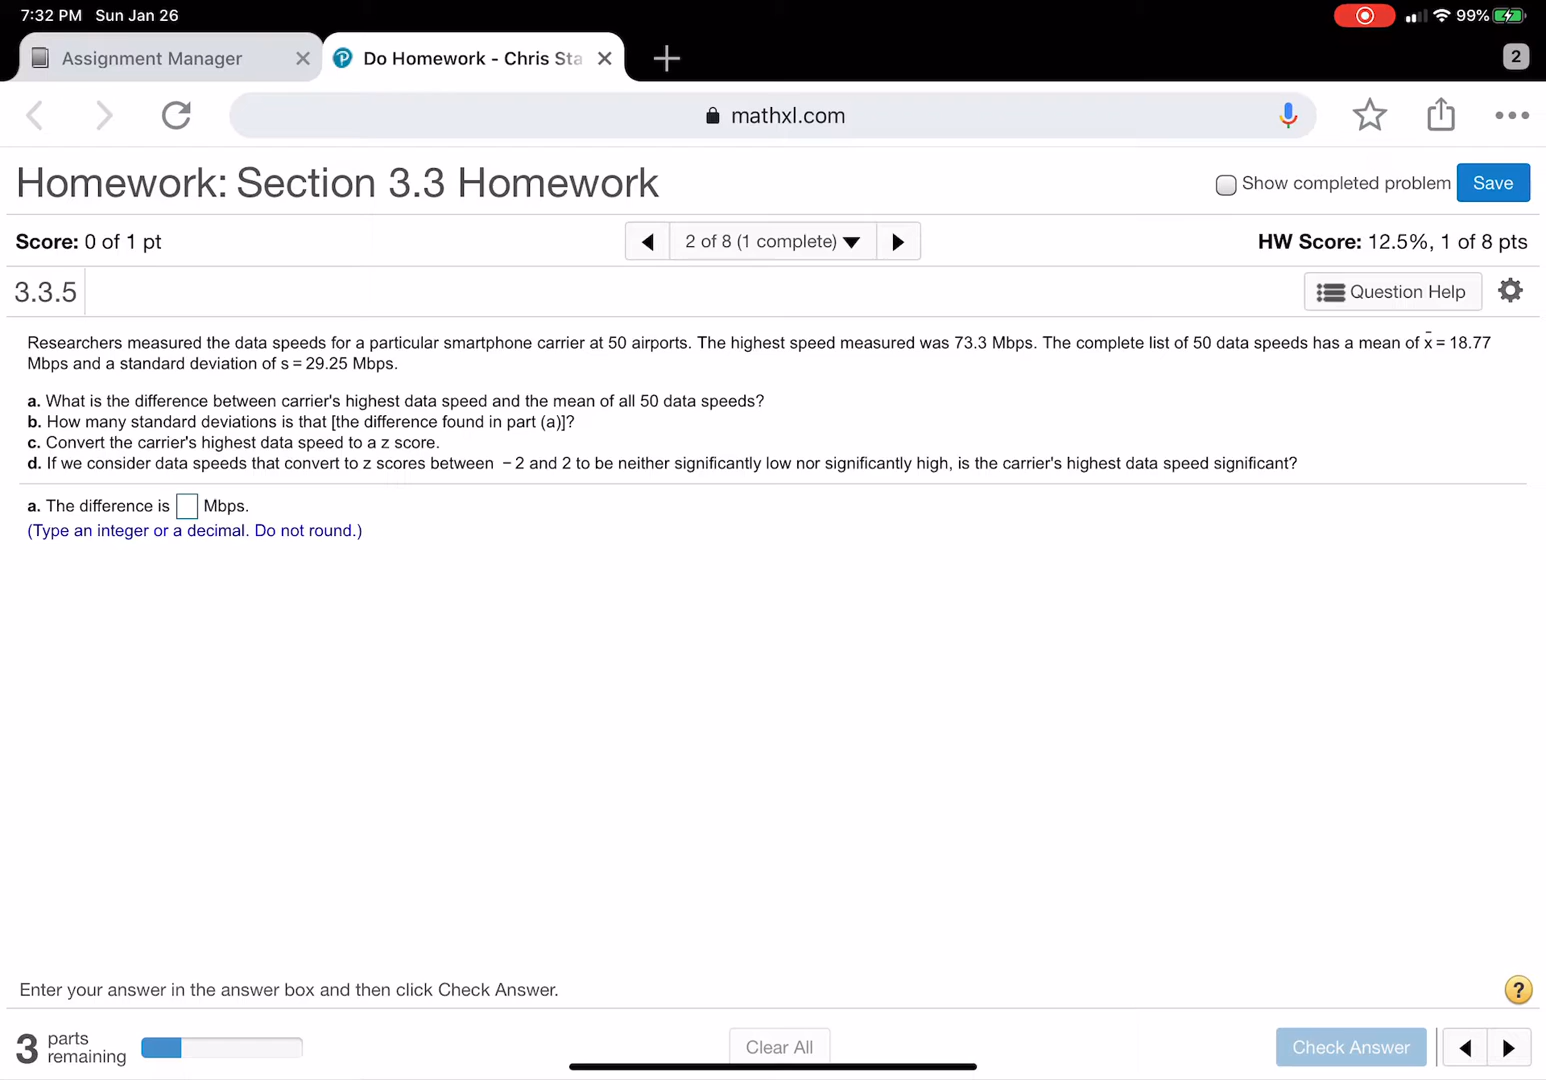 7:32 PM Sun Jan 26
99%
Assignment Manager
Do Homework - Chris Sta
2
mathxl.com
Homework: Section 3.3 Homework
Show completed problem
Save
Score: 0 of 1 pt
2 of 8 (1 complete)
HW Score: 12.5%, 1 of 8 pts
3.3.5
Question Help
Researchers measured the data speeds for a particular smartphone carrier at 50 airports. The highest speed measured was 73.3 Mbps. The complete list of 50 data speeds has a mean of x̄ = 18.77
Mbps and a standard deviation of s = 29.25 Mbps.
a. What is the difference between carrier's highest data speed and the mean of all 50 data speeds?
b. How many standard deviations is that [the difference found in part (a)]?
c. Convert the carrier's highest data speed to a z score.
d. If we consider data speeds that convert to z scores between − 2 and 2 to be neither significantly low nor significantly high, is the carrier's highest data speed significant?
a. The difference is Mbps.
(Type an integer or a decimal. Do not round.)
Enter your answer in the answer box and then click Check Answer.
?
3 parts
remaining
Clear All
Check Answer